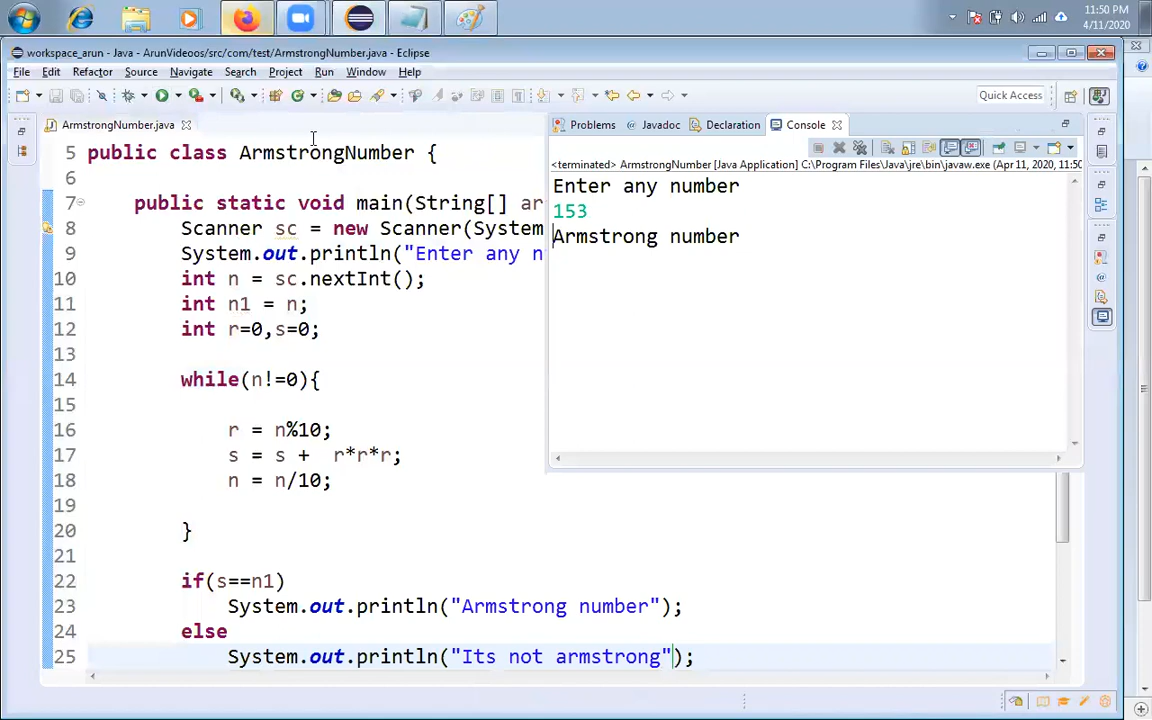 11:50 PM
4/11/2020
workspace_arun - Java - ArunVideoos/src/com/test/ArmstrongNumber.java - Eclipse
File Edit Refactor Source Navigate Search Project Run Window Help
Quick Access
ArmstrongNumber.java
5 public class ArmstrongNumber {
6
7 public static void main(String[] ar
8 Scanner sc = new Scanner(System
9 System.out.println("Enter any n
10 int n = sc.nextInt();
11 int n1 = n;
12 int r=0,s=0;
13
14 while(n!=0){
15
16 r = n%10;
17 s = s + r*r*r;
18 n = n/10;
19
20 }
21
22 if(s==n1)
23 System.out.println("Armstrong number");
24 else
25 System.out.println("Its not armstrong");
Problems @ Javadoc Declaration Console
<terminated> ArmstrongNumber [Java Application] C:\Program Files\Java\jre\bin\javaw.exe (Apr 11, 2020, 11:50
Enter any number
153
Armstrong number